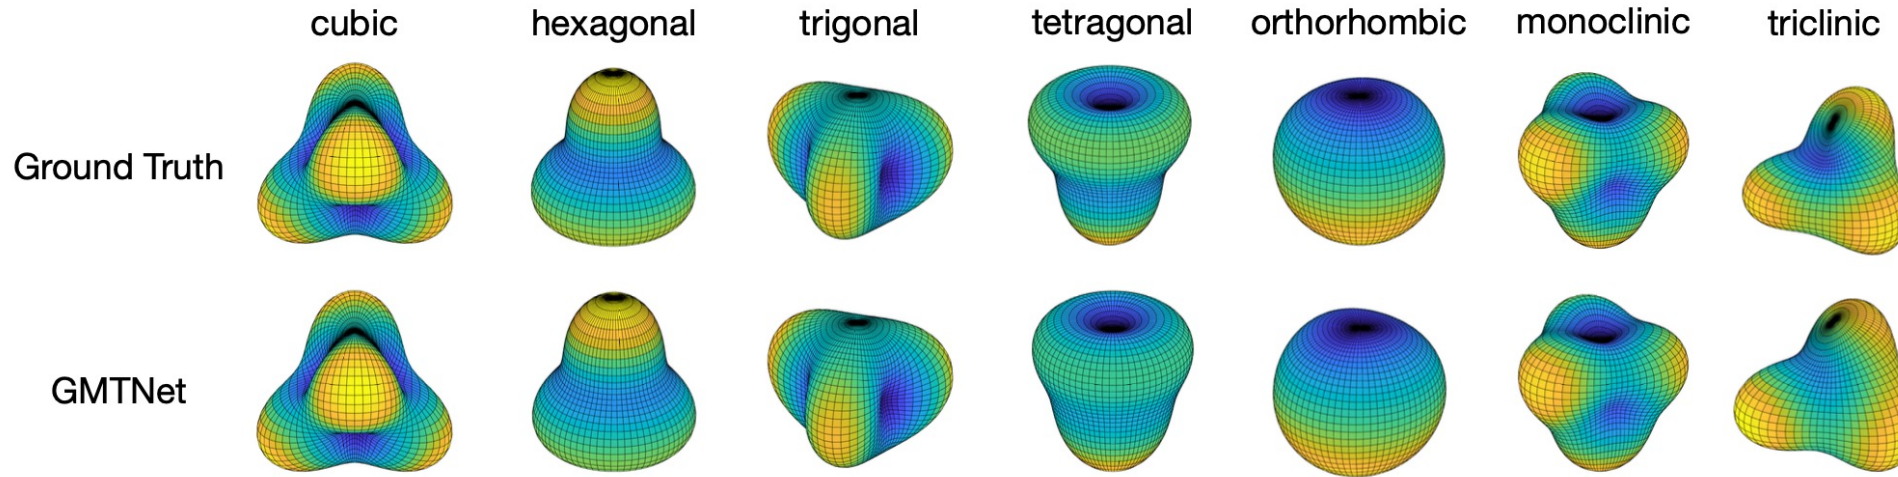 cubic hexagonal trigonal tetragonal orthorhombic monoclinic triclinic
Ground Truth
GMTNet